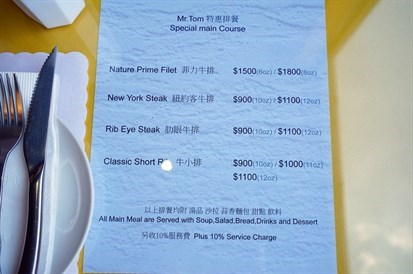 Mr.Tom 特惠排餐
Special main Course
Nature Prime Filet 菲力牛排 $1500(6oz) / $1800(8oz)
New York Steak 紐約客牛排 $900(10oz) / $1100(12oz)
Rib Eye Steak 肋眼牛排 $900(10oz) / $1100(12oz)
Classic Short 牛小排 $900(10oz) / $1000(11oz)
$1100(12oz)
以上排餐均附 湯品 沙拉 蒜香麵包 甜點 飲料
All Main Meal are Served with Soup,Salad,Bread,Drinks and Dessert
另收10%服務費 Plus 10% Service Charge